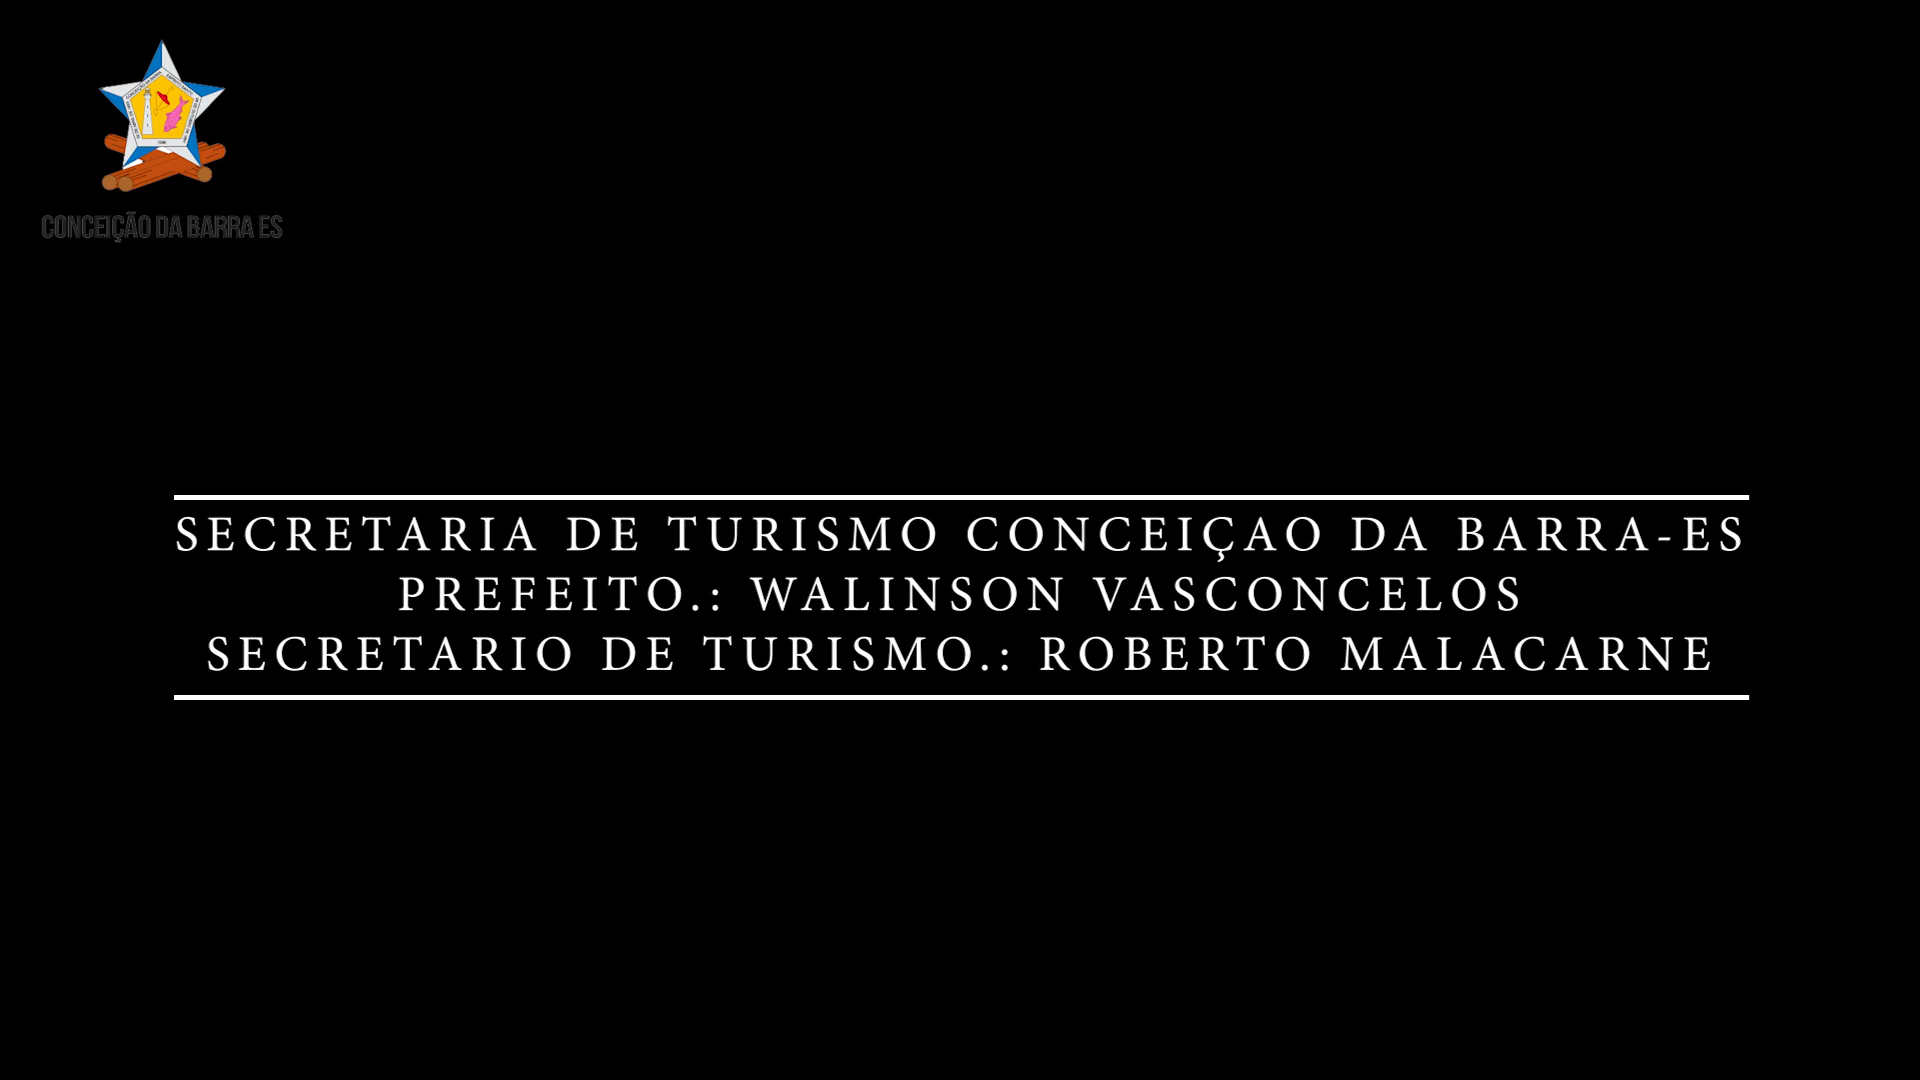 CONCEIÇÃO DA BARRA ES
SECRETARIA DE TURISMO CONCEIÇAO DA BARRA-ES
PREFEITO.: WALINSON VASCONCELOS
SECRETARIO DE TURISMO.: ROBERTO MALACARNE